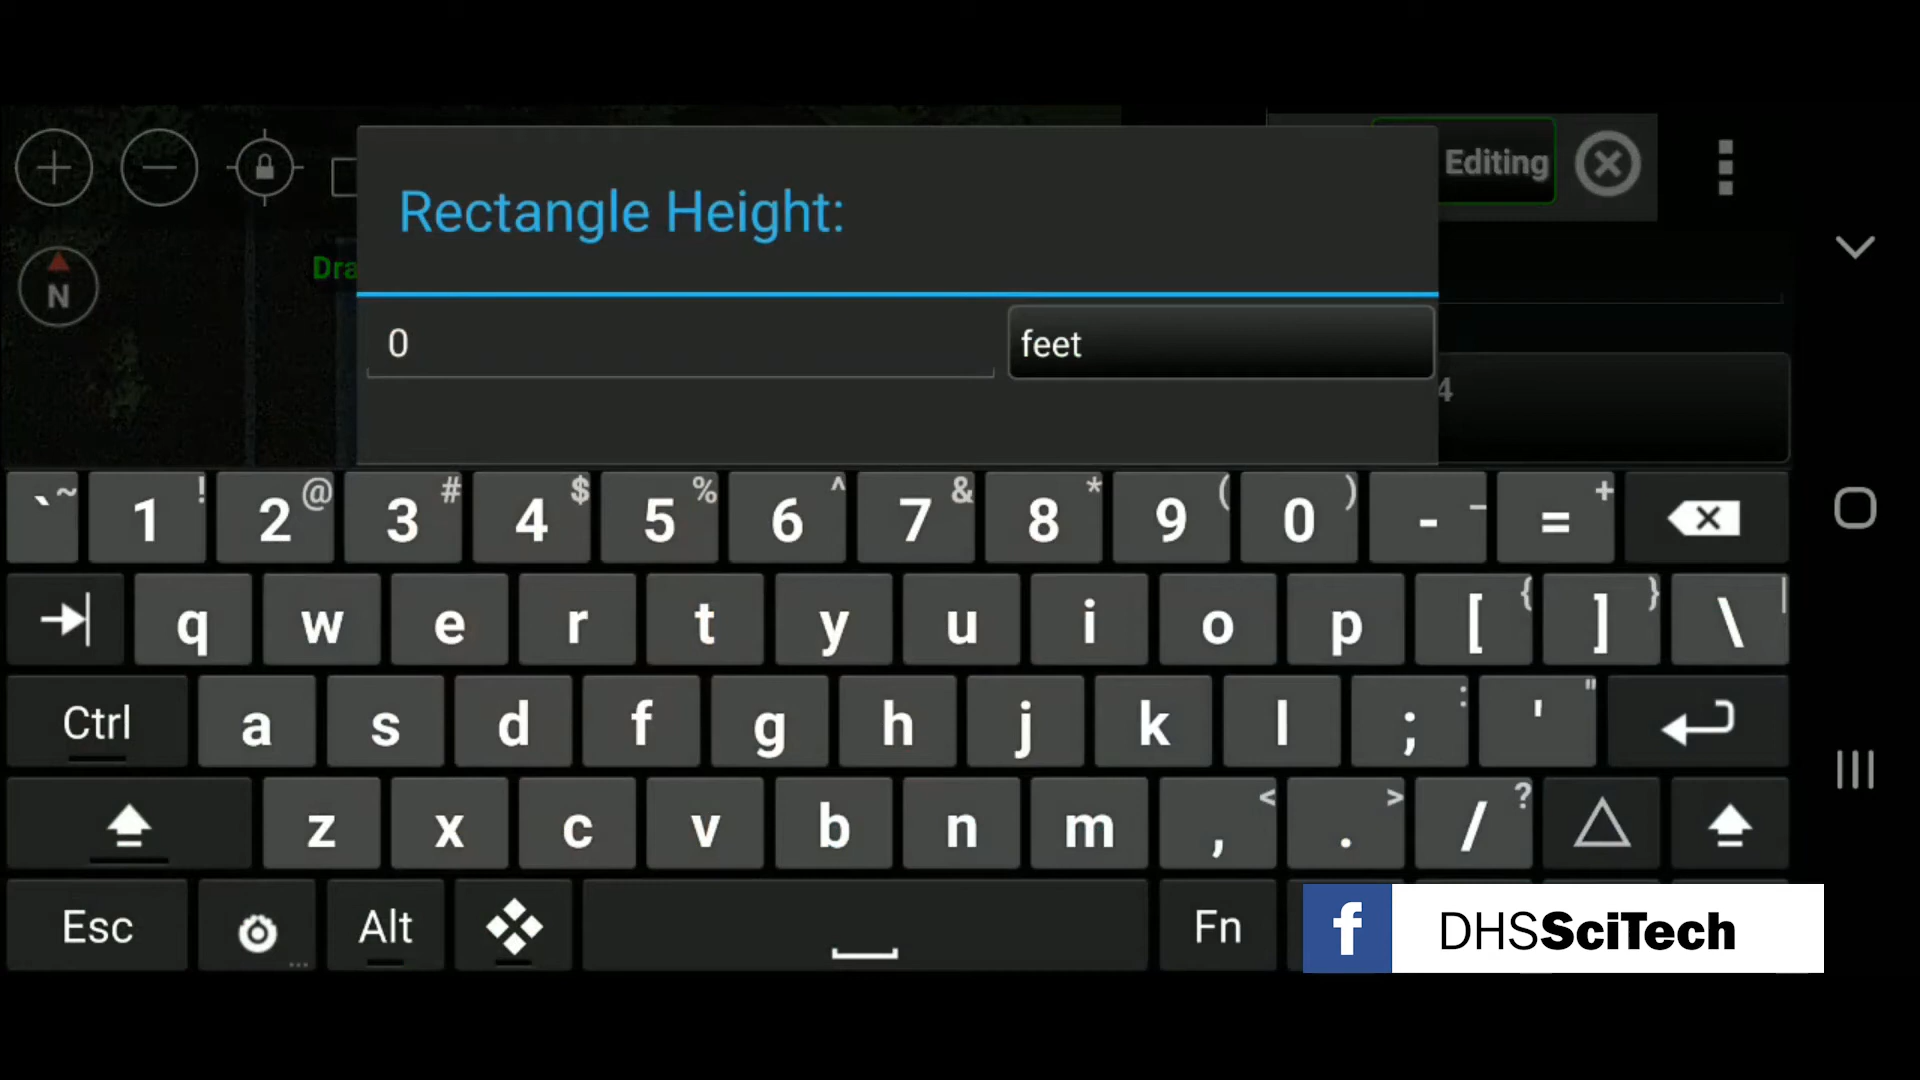 Editing
Rectangle Height:
N
Dra
0
feet
4
` ~ 1 ! 2 @ 3 # 4 $ 5 % 6 ^ 7 & 8 * 9 ( 0 ) - _ = +
q w e r t y u i o p [ { ] } \ |
Ctrl a s d f g h j k l ; : ' "
z x c v b n m , < . > / ?
Esc ... Alt Fn
f DHSSciTech